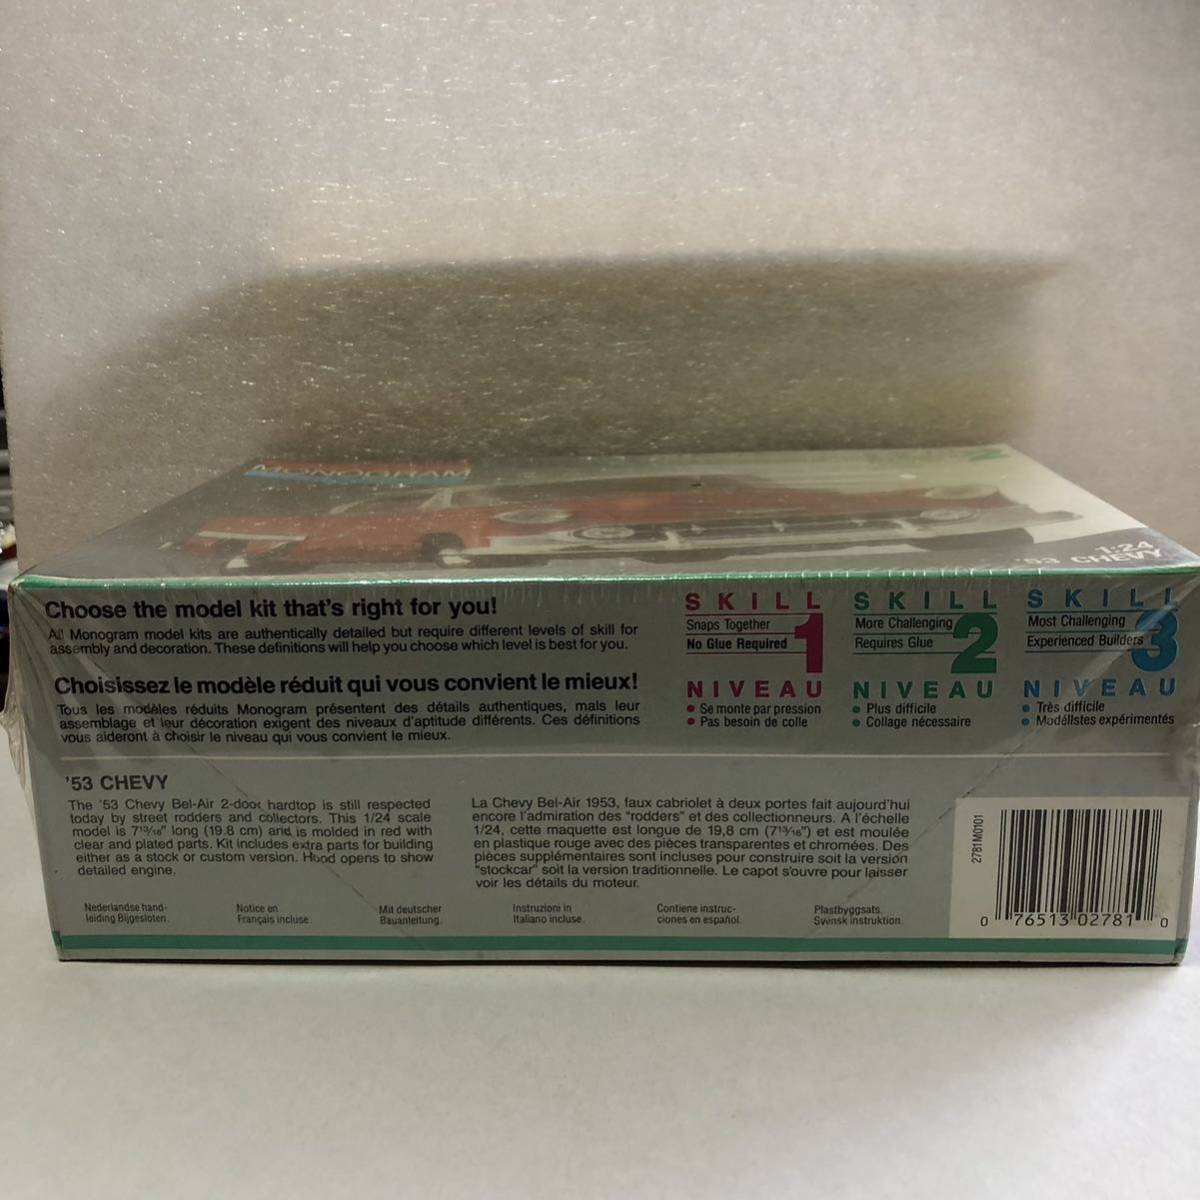 MONOGRAM
2
1:24
'53 CHEVY
Choose the model kit that's right for you!
All Monogram model kits are authentically detailed but require different levels of skill for
assembly and decoration. These definitions will help you choose which level is best for you.
Choisissez le modèle réduit qui vous convient le mieux!
Tous les modèles réduits Monogram présentent des détails authentiques, mais leur
assemblage et leur décoration exigent des niveaux d'aptitude différents. Ces définitions
vous aideront à choisir le niveau qui vous convient le mieux.
SKILL 1
Snaps Together
No Glue Required
NIVEAU
• Se monte par pression
• Pas besoin de colle
SKILL 2
More Challenging
Requires Glue
NIVEAU
• Plus difficile
• Collage nécessaire
SKILL 3
Most Challenging
Experienced Builders
NIVEAU
• Très difficile
• Modélistes expérimentés
'53 CHEVY
The '53 Chevy Bel-Air 2-door hardtop is still respected
today by street rodders and collectors. This 1/24 scale
model is 7 13/16" long (19.8 cm) and is molded in red with
clear and plated parts. Kit includes extra parts for building
either as a stock or custom version. Hood opens to show
detailed engine.
La Chevy Bel-Air 1953, faux cabriolet à deux portes fait aujourd'hui
encore l'admiration des "rodders" et des collectionneurs. A l'échelle
1/24, cette maquette est longue de 19,8 cm (7 13/16") et est moulée
en plastique rouge avec des pièces transparentes et chromées. Des
pièces supplémentaires sont incluses pour construire soit la version
"stockcar" soit la version traditionnelle. Le capot s'ouvre pour laisser
voir les détails du moteur.
Nederlandse hand-
leiding Bijgesloten.
Notice en
Français incluse.
Mit deutscher
Bauanleitung.
Instruzioni in
Italiano incluse.
Contiene instruc-
ciones en español.
Plastbyggsats.
Svensk instruktion.
2781M0101
0 76513 02781 0